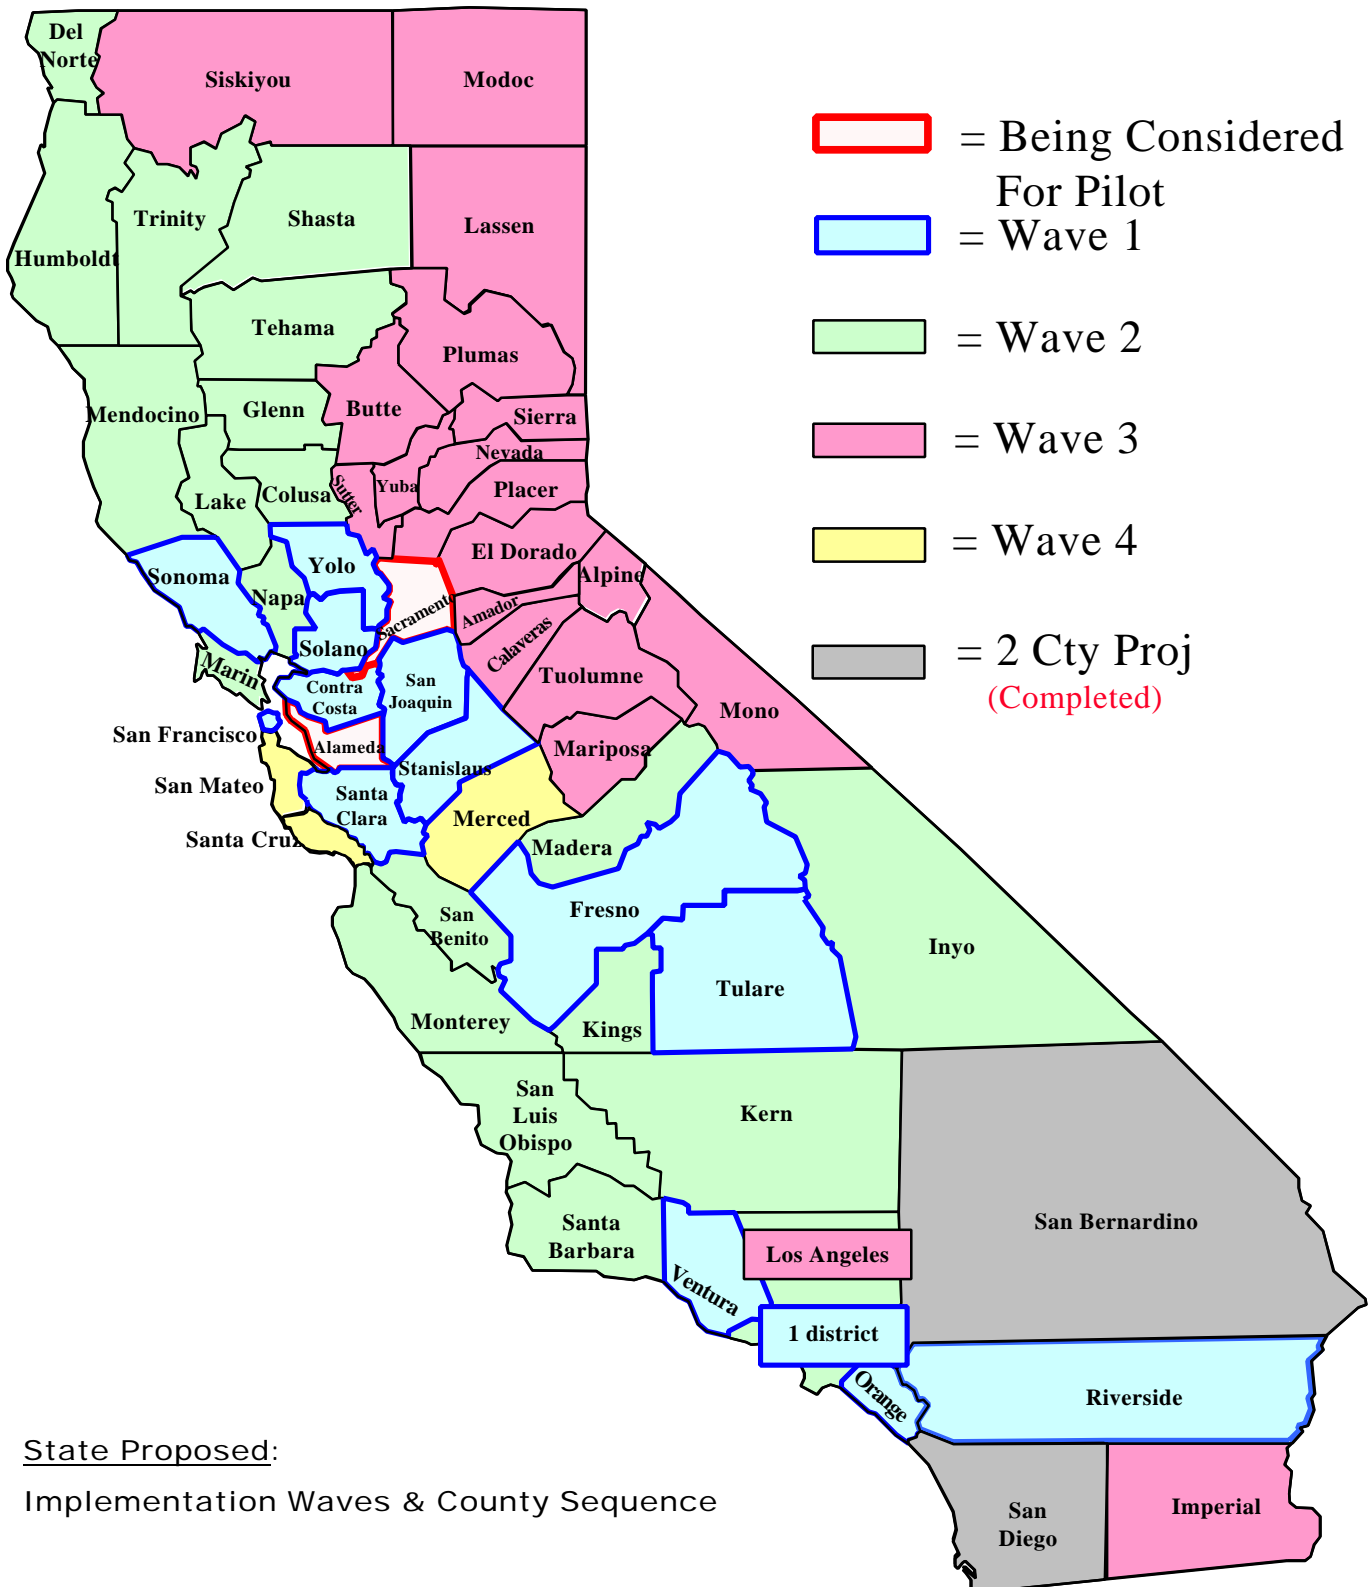 Del
Norte
Siskiyou
Modoc
= Being Considered
For Pilot
Trinity
Shasta
Lassen
= Wave 1
Humboldt
Tehama
= Wave 2
Plumas
Mendocino
Glenn
Butte
Sierra
= Wave 3
Nevada
Lake
Colusa
Sutter
Yuba
Placer
El Dorado
= Wave 4
Sonoma
Yolo
Alpine
Napa
Sacramento
Amador
Solano
Calaveras
= 2 Cty Proj
(Completed)
Marin
Contra
Costa
San
Joaquin
Tuolumne
Mono
San Francisco
Alameda
Mariposa
Stanislaus
San Mateo
Santa
Clara
Merced
Santa Cruz
Madera
Fresno
San
Benito
Inyo
Tulare
Monterey
Kings
San
Luis
Obispo
Kern
Santa
Barbara
San Bernardino
Los Angeles
Ventura
1 district
Orange
Riverside
State Proposed:
Implementation Waves & County Sequence
San
Diego
Imperial